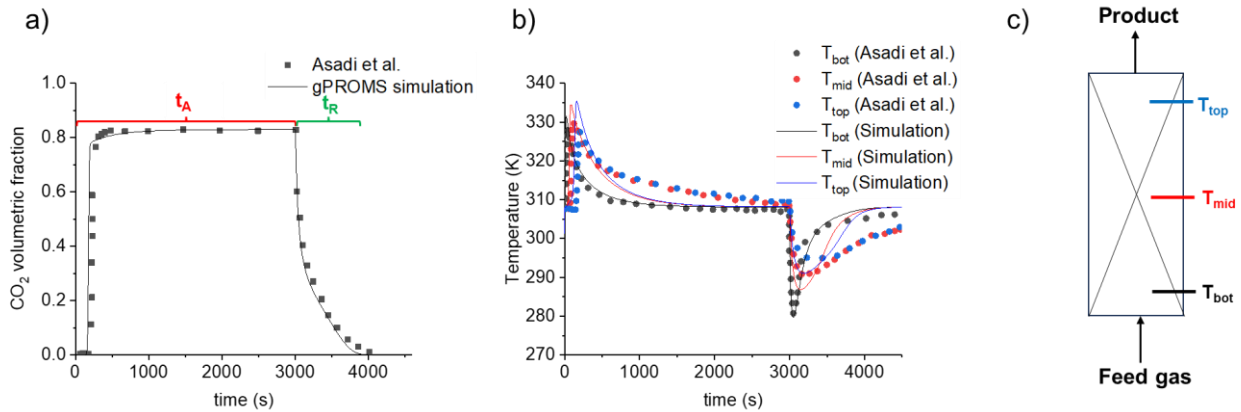 a)
Asadi et al.
gPROMS simulation
1.0
0.8
0.6
0.4
0.2
0.0
CO2 volumetric fraction
tA
tR
0
1000
2000
3000
4000
time (s)
b)
Tbot (Asadi et al.)
Tmid (Asadi et al.)
Ttop (Asadi et al.)
Tbot (Simulation)
Tmid (Simulation)
Ttop (Simulation)
340
330
320
310
300
290
280
270
Temperature (K)
0
1000
2000
3000
4000
time (s)
c)
Product
Ttop
Tmid
Tbot
Feed gas